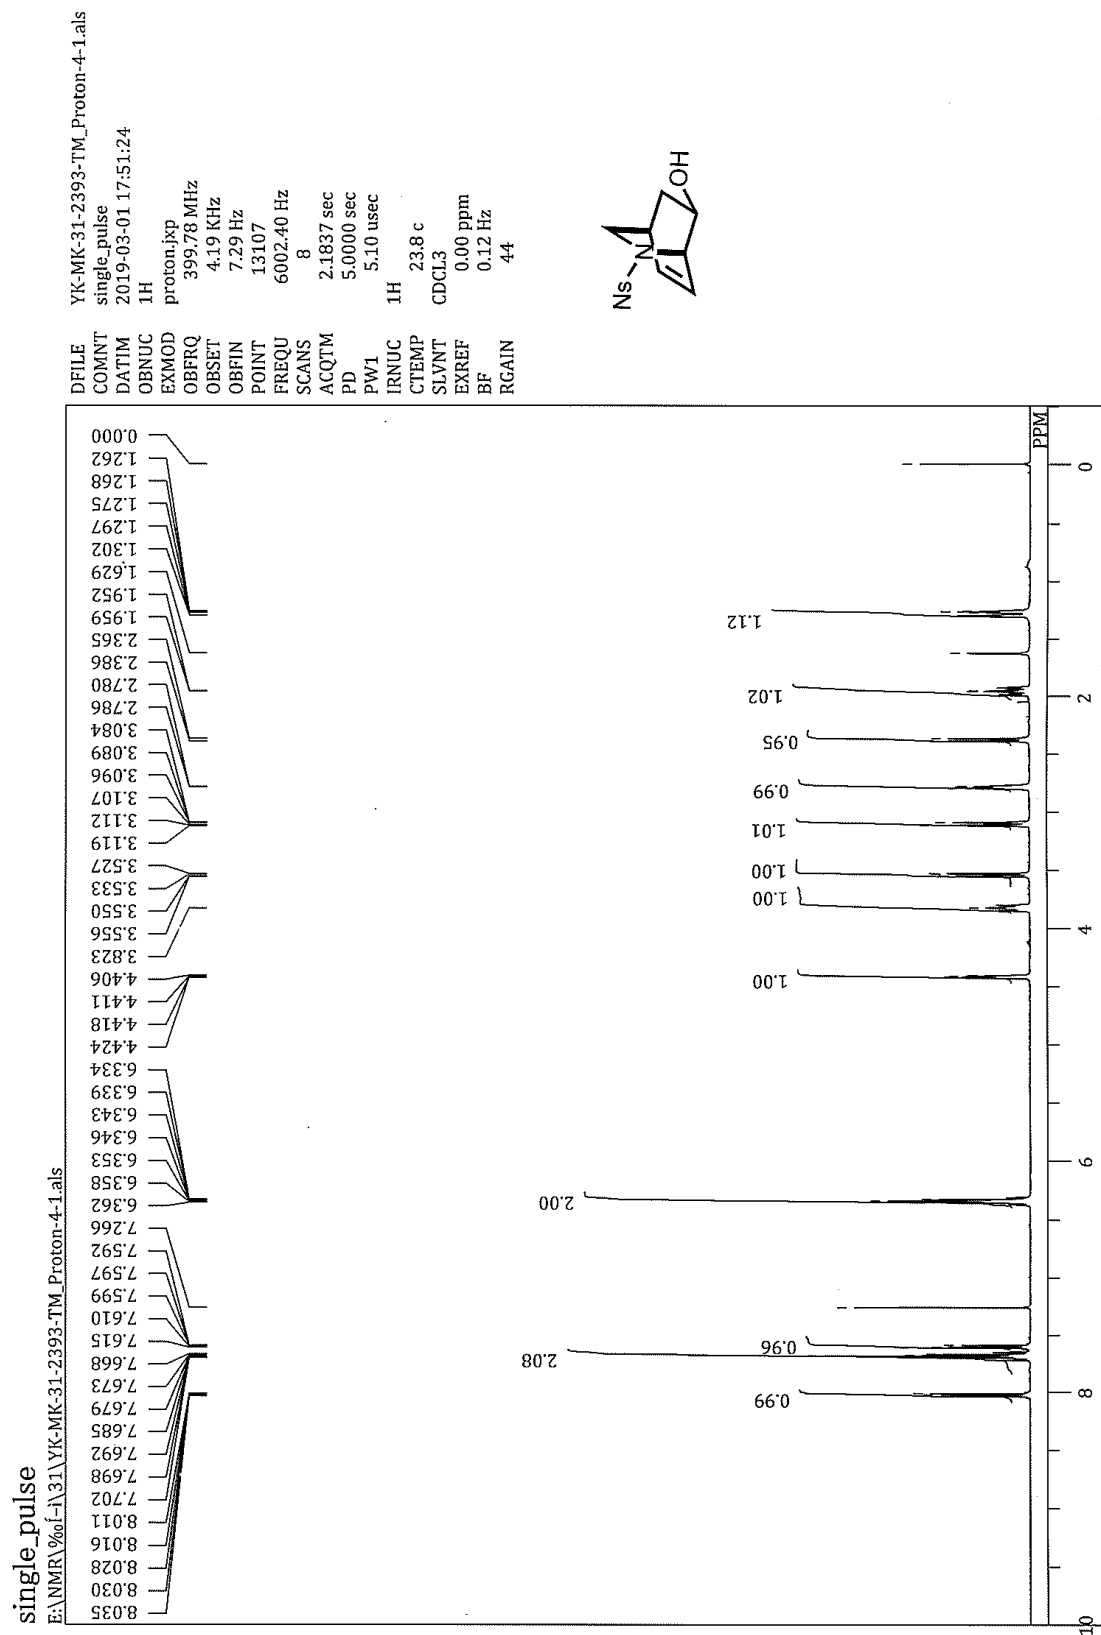 single_pulse
E:\NMR\‰Í-í\31\YK-MK-31-2393-TM_Proton-4-1.als
DFILE YK-MK-31-2393-TM_Proton-4-1.als
COMNT single_pulse
DATIM 2019-03-01 17:51:24
OBNUC 1H
EXMOD proton.jxp
OBFRQ 399.78 MHz
OBSET 4.19 KHz
OBFIN 7.29 Hz
POINT 13107
FREQU 6002.40 Hz
SCANS 8
ACQTM 2.1837 sec
PD 5.0000 sec
PW1 5.10 usec
IRNUC 1H
CTEMP 23.8 c
SLVNT CDCL3
EXREF 0.00 ppm
BF 0.12 Hz
RGAIN 44
8.035
8.030
8.028
8.016
8.011
7.702
7.698
7.692
7.685
7.679
7.673
7.668
7.615
7.610
7.599
7.597
7.592
7.266
6.362
6.358
6.353
6.346
6.343
6.339
6.334
4.424
4.418
4.411
4.406
3.823
3.556
3.550
3.533
3.527
3.119
3.112
3.107
3.096
3.089
3.084
2.786
2.780
2.386
2.365
1.959
1.952
1.629
1.302
1.297
1.275
1.268
1.262
0.000
0.99
2.08
0.96
2.00
1.00
1.00
1.00
1.01
0.99
0.95
1.02
1.12
10
8
6
4
2
0
PPM
Ns
N
OH